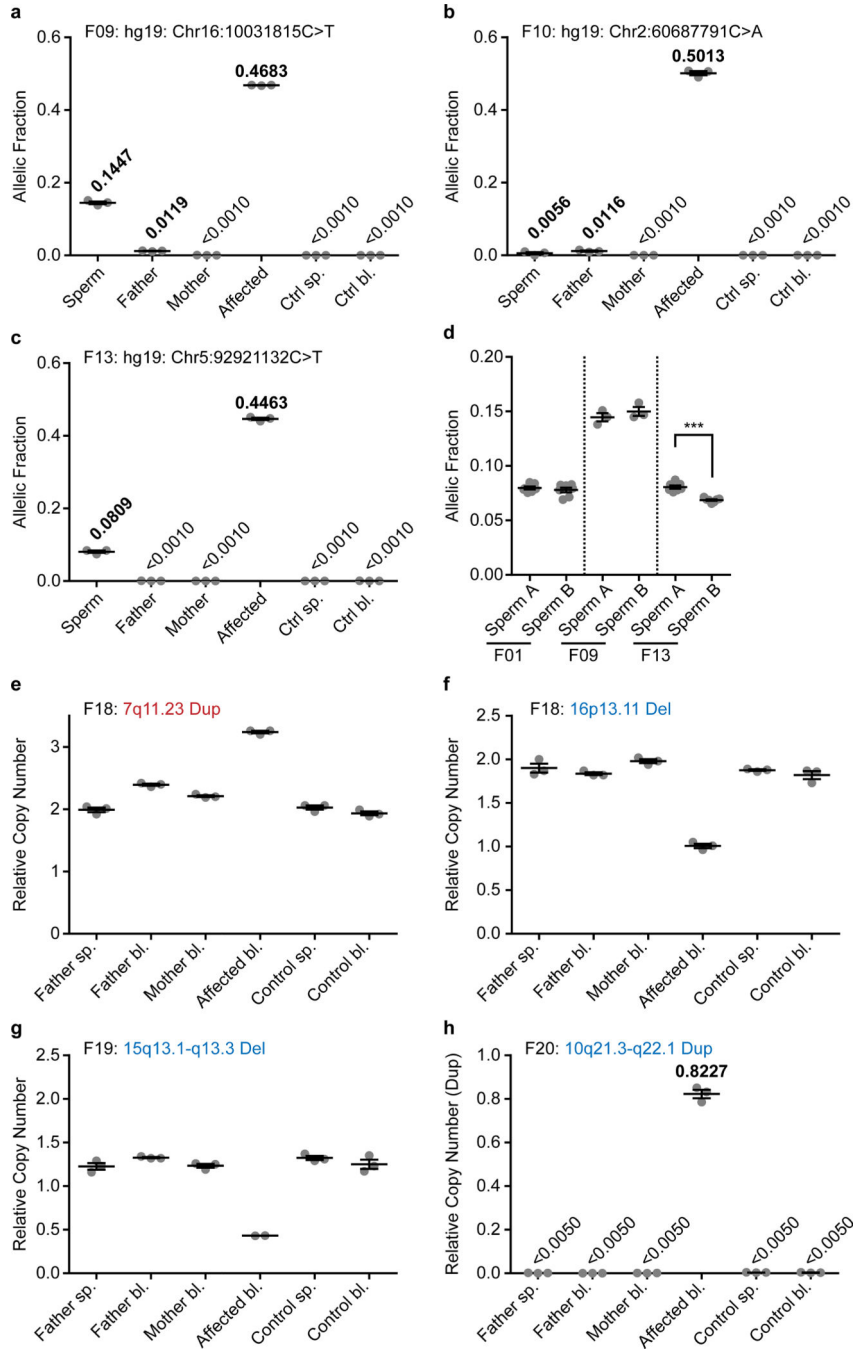 a
F09: hg19: Chr16:10031815C>T
Allelic Fraction
0.6
0.4
0.2
0.0
0.1447
0.0119
<0.0010
0.4683
<0.0010
<0.0010
Sperm
Father
Mother
Affected
Ctrl sp.
Ctrl bl.
b
F10: hg19: Chr2:60687791C>A
Allelic Fraction
0.6
0.4
0.2
0.0
0.0056
0.0116
<0.0010
0.5013
<0.0010
<0.0010
Sperm
Father
Mother
Affected
Ctrl sp.
Ctrl bl.
c
F13: hg19: Chr5:92921132C>T
Allelic Fraction
0.6
0.4
0.2
0.0
0.0809
<0.0010
<0.0010
0.4463
<0.0010
<0.0010
Sperm
Father
Mother
Affected
Ctrl sp.
Ctrl bl.
d
Allelic Fraction
0.20
0.15
0.10
0.05
0.00
***
Sperm A
Sperm B
Sperm A
Sperm B
Sperm A
Sperm B
F01
F09
F13
e
F18: 7q11.23 Dup
Relative Copy Number
3
2
1
0
Father sp.
Father bl.
Mother bl.
Affected bl.
Control sp.
Control bl.
f
F18: 16p13.11 Del
Relative Copy Number
2.5
2.0
1.5
1.0
0.5
0.0
Father sp.
Father bl.
Mother bl.
Affected bl.
Control sp.
Control bl.
g
F19: 15q13.1-q13.3 Del
Relative Copy Number
2.5
2.0
1.5
1.0
0.5
0.0
Father sp.
Father bl.
Mother bl.
Affected bl.
Control sp.
Control bl.
h
F20: 10q21.3-q22.1 Dup
Relative Copy Number (Dup)
1.0
0.8
0.6
0.4
0.2
0.0
<0.0050
<0.0050
<0.0050
0.8227
<0.0050
<0.0050
Father sp.
Father bl.
Mother bl.
Affected bl.
Control sp.
Control bl.